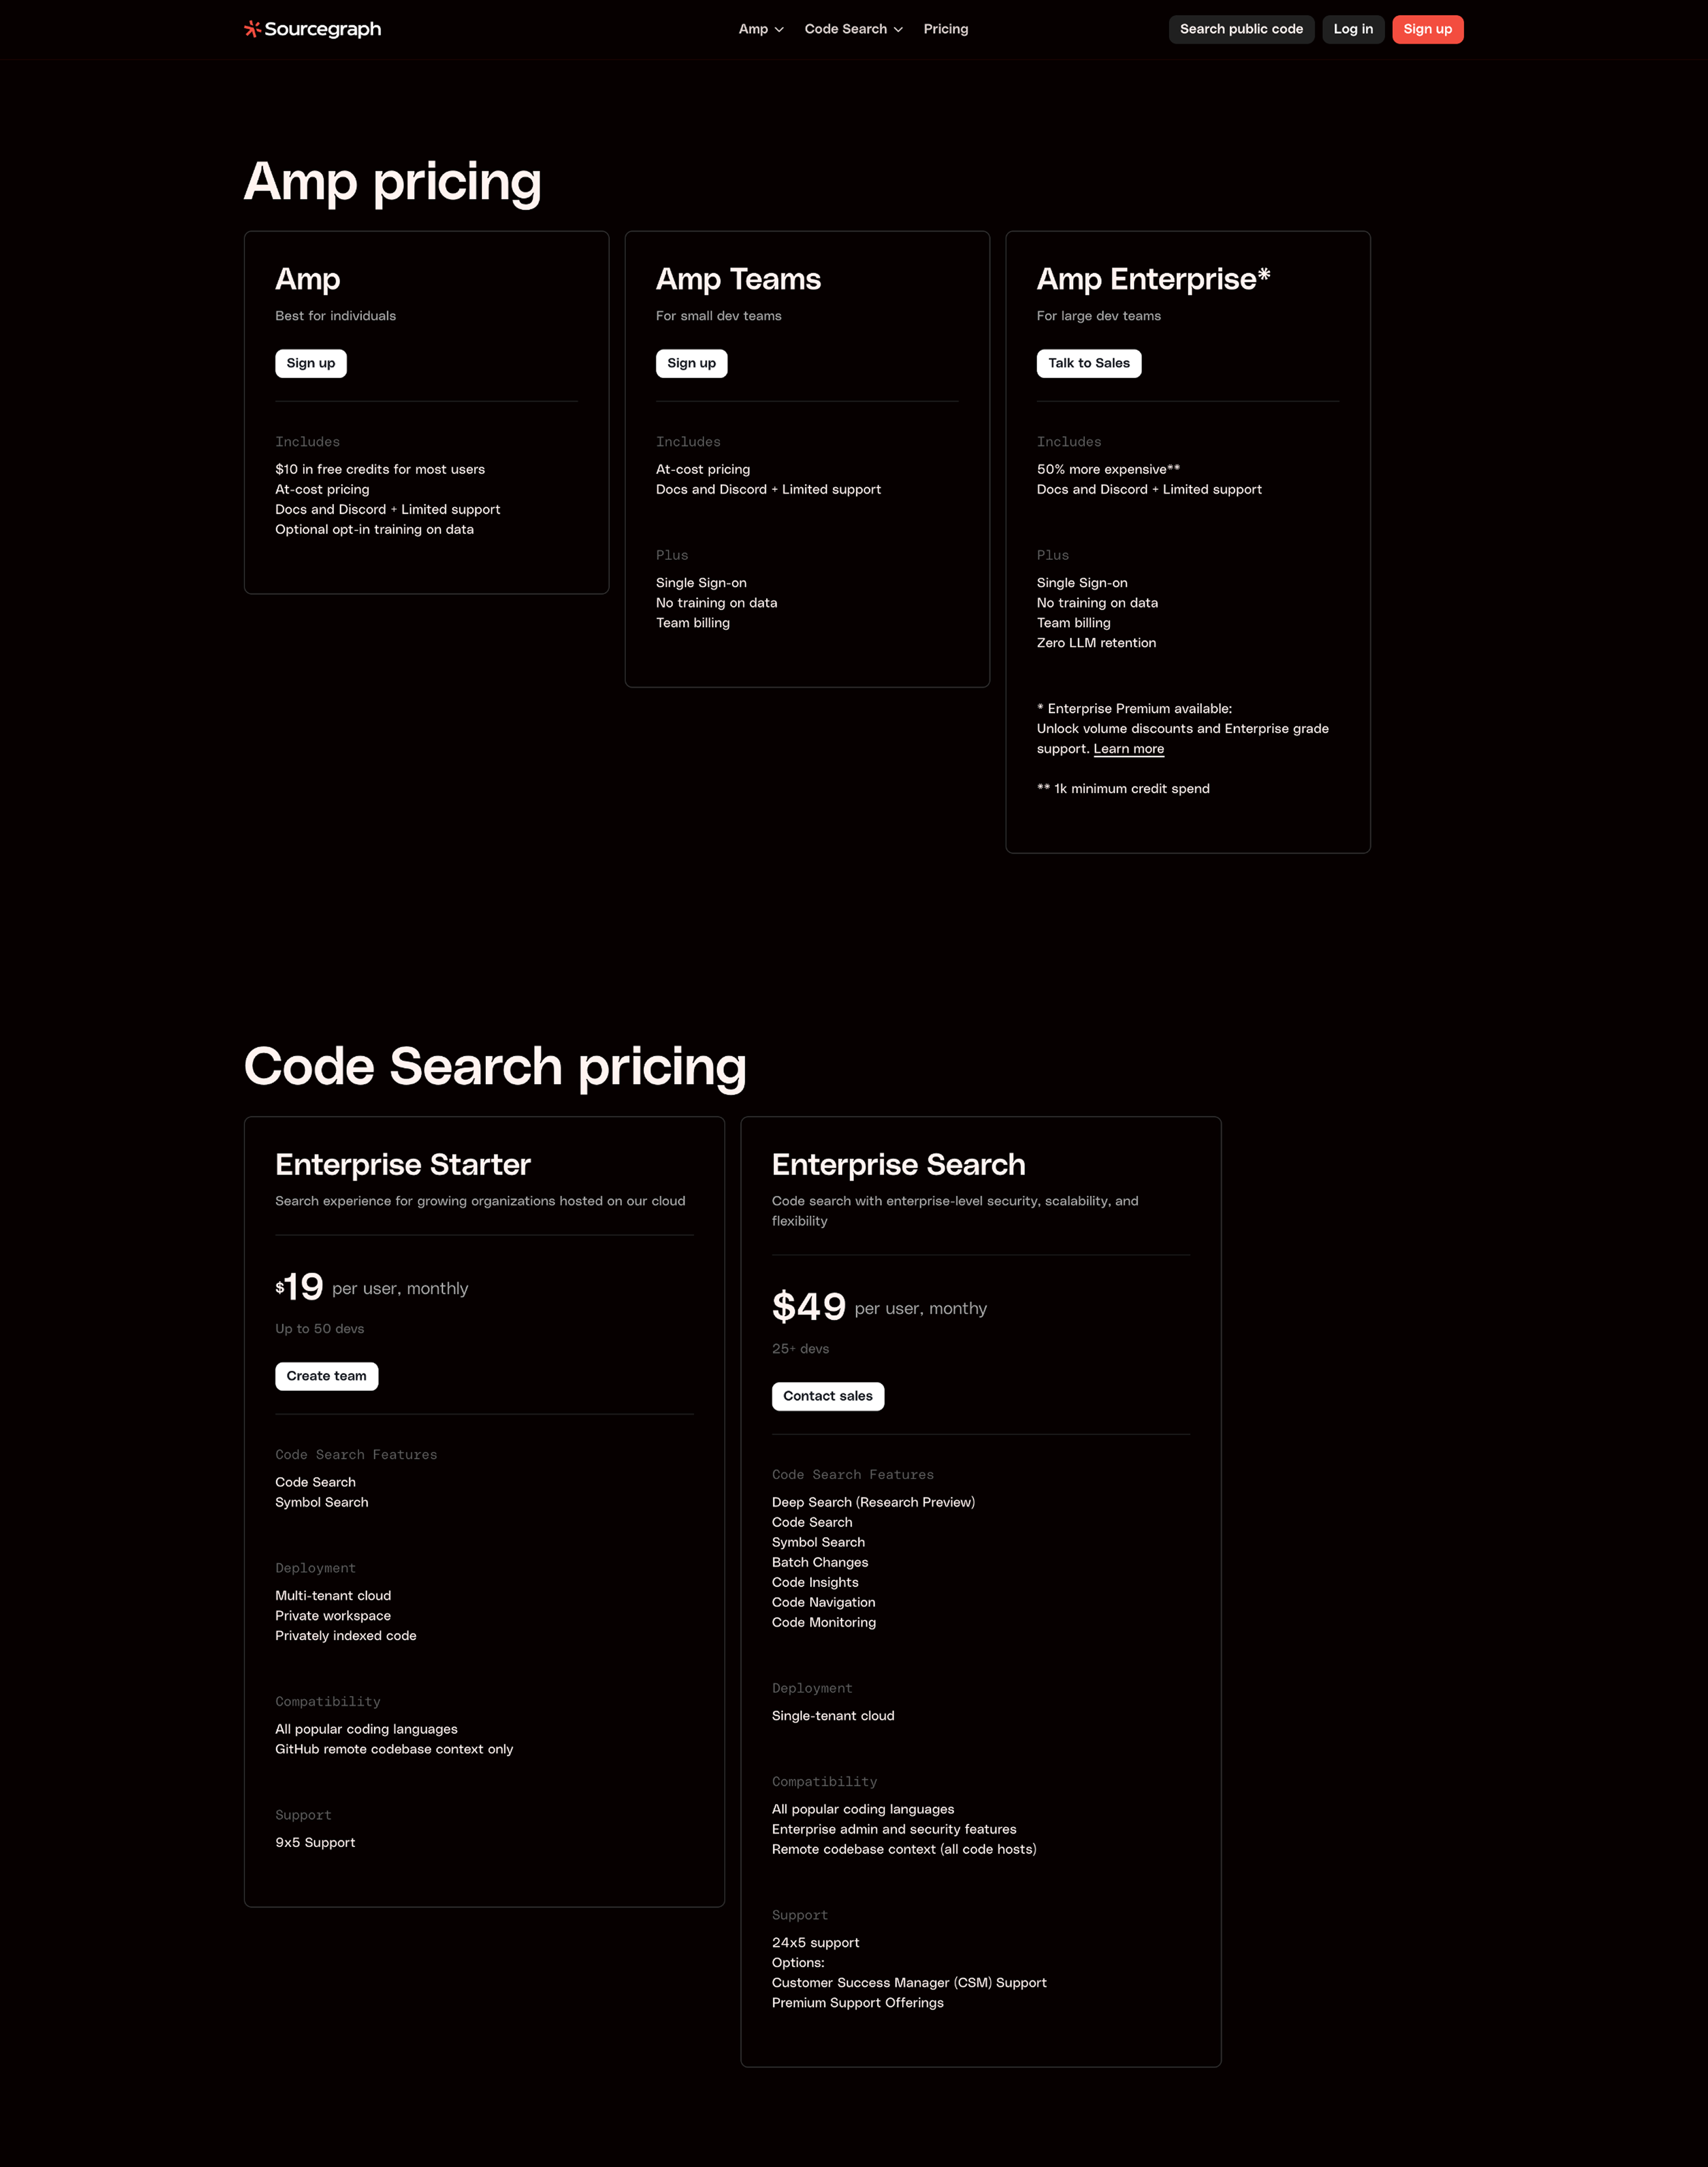 Sourcegraph
Amp
Code Search
Pricing
Search public code
Log in
Sign up
Amp pricing
Amp
Best for individuals
Sign up
Includes
$10 in free credits for most users
At-cost pricing
Docs and Discord + Limited support
Optional opt-in training on data
Amp Teams
For small dev teams
Sign up
Includes
At-cost pricing
Docs and Discord + Limited support
Plus
Single Sign-on
No training on data
Team billing
Amp Enterprise*
For large dev teams
Talk to Sales
Includes
50% more expensive**
Docs and Discord + Limited support
Plus
Single Sign-on
No training on data
Team billing
Zero LLM retention
* Enterprise Premium available:
Unlock volume discounts and Enterprise grade
support. Learn more
** 1k minimum credit spend
Code Search pricing
Enterprise Starter
Search experience for growing organizations hosted on our cloud
$19 per user, monthly
Up to 50 devs
Create team
Code Search Features
Code Search
Symbol Search
Deployment
Multi-tenant cloud
Private workspace
Privately indexed code
Compatibility
All popular coding languages
GitHub remote codebase context only
Support
9x5 Support
Enterprise Search
Code search with enterprise-level security, scalability, and
flexibility
$49 per user, monthy
25+ devs
Contact sales
Code Search Features
Deep Search (Research Preview)
Code Search
Symbol Search
Batch Changes
Code Insights
Code Navigation
Code Monitoring
Deployment
Single-tenant cloud
Compatibility
All popular coding languages
Enterprise admin and security features
Remote codebase context (all code hosts)
Support
24x5 support
Options:
Customer Success Manager (CSM) Support
Premium Support Offerings